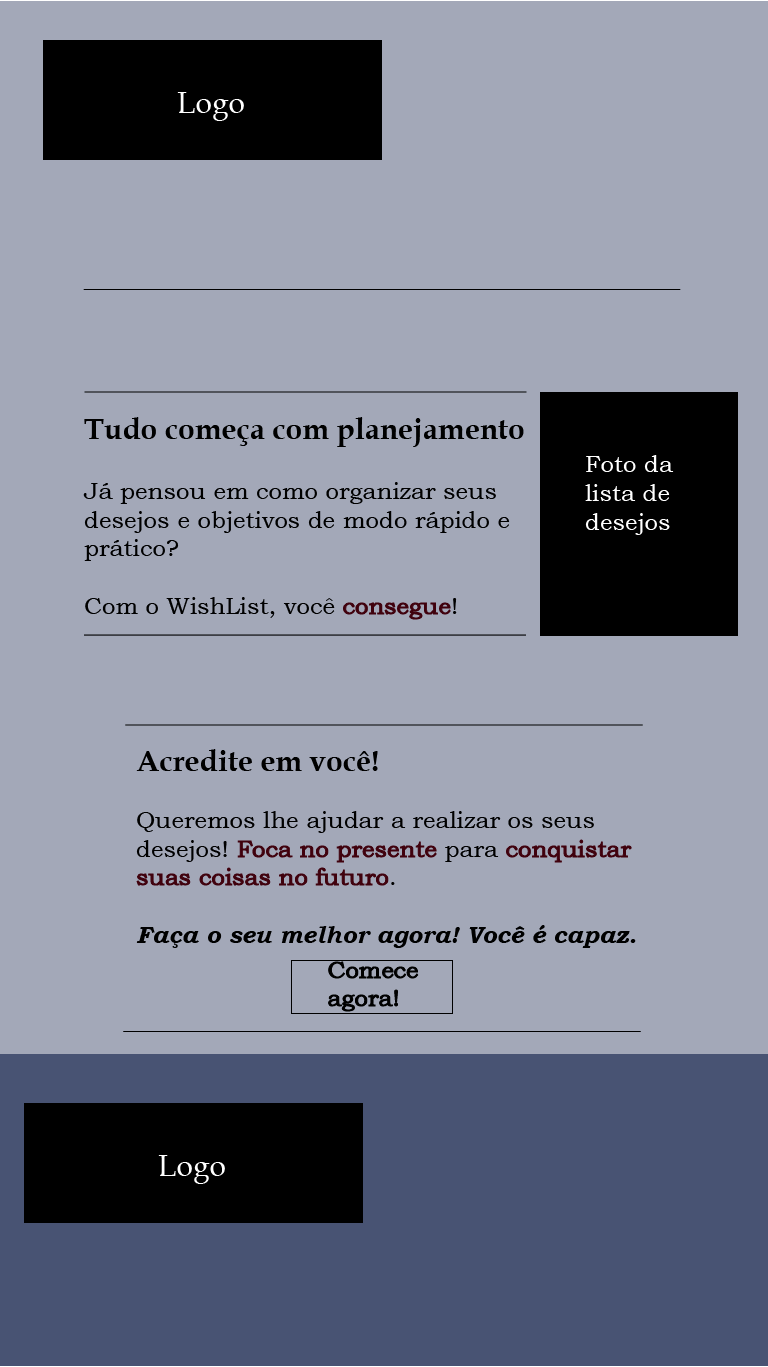 Logo
Tudo começa com planejamento
Já pensou em como organizar seus
desejos e objetivos de modo rápido e
prático?
Com o WishList, você consegue!
Foto da
lista de
desejos
Acredite em você!
Queremos lhe ajudar a realizar os seus
desejos! Foca no presente para conquistar
suas coisas no futuro.
Faça o seu melhor agora! Você é capaz.
Comece
agora!
Logo